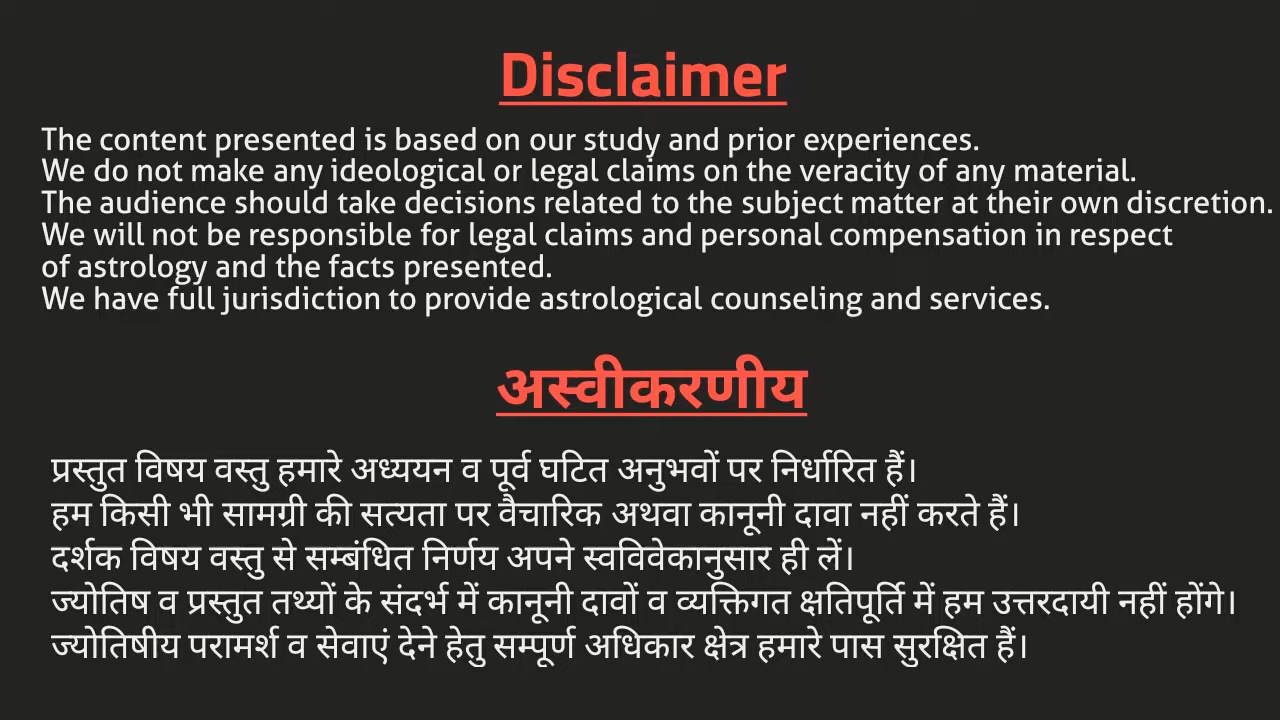 Disclaimer
The content presented is based on our study and prior experiences.
We do not make any ideological or legal claims on the veracity of any material.
The audience should take decisions related to the subject matter at their own discretion.
We will not be responsible for legal claims and personal compensation in respect
of astrology and the facts presented.
We have full jurisdiction to provide astrological counseling and services.
अस्वीकरणीय
प्रस्तुत विषय वस्तु हमारे अध्ययन व पूर्व घटित अनुभवों पर निर्धारित हैं।
हम किसी भी सामग्री की सत्यता पर वैचारिक अथवा कानूनी दावा नहीं करते हैं।
दर्शक विषय वस्तु से सम्बंधित निर्णय अपने स्वविवेकानुसार ही लें।
ज्योतिष व प्रस्तुत तथ्यों के संदर्भ में कानूनी दावों व व्यक्तिगत क्षतिपूर्ति में हम उत्तरदायी नहीं होंगे।
ज्योतिषीय परामर्श व सेवाएं देने हेतु सम्पूर्ण अधिकार क्षेत्र हमारे पास सुरक्षित हैं।